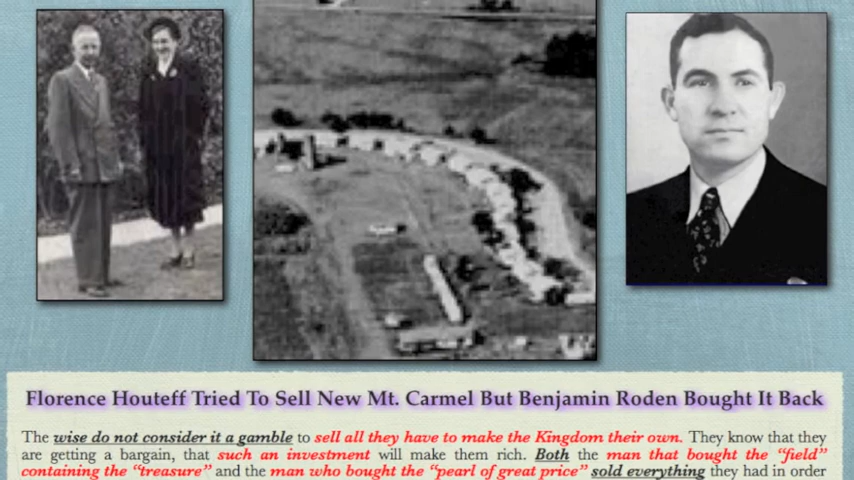 Florence Houteff Tried To Sell New Mt. Carmel But Benjamin Roden Bought It Back
The wise do not consider it a gamble to sell all they have to make the Kingdom their own. They know that they
are getting a bargain, that such an investment will make them rich. Both the man that bought the “field”
containing the “treasure” and the man who bought the “pearl of great price” sold everything they had in order